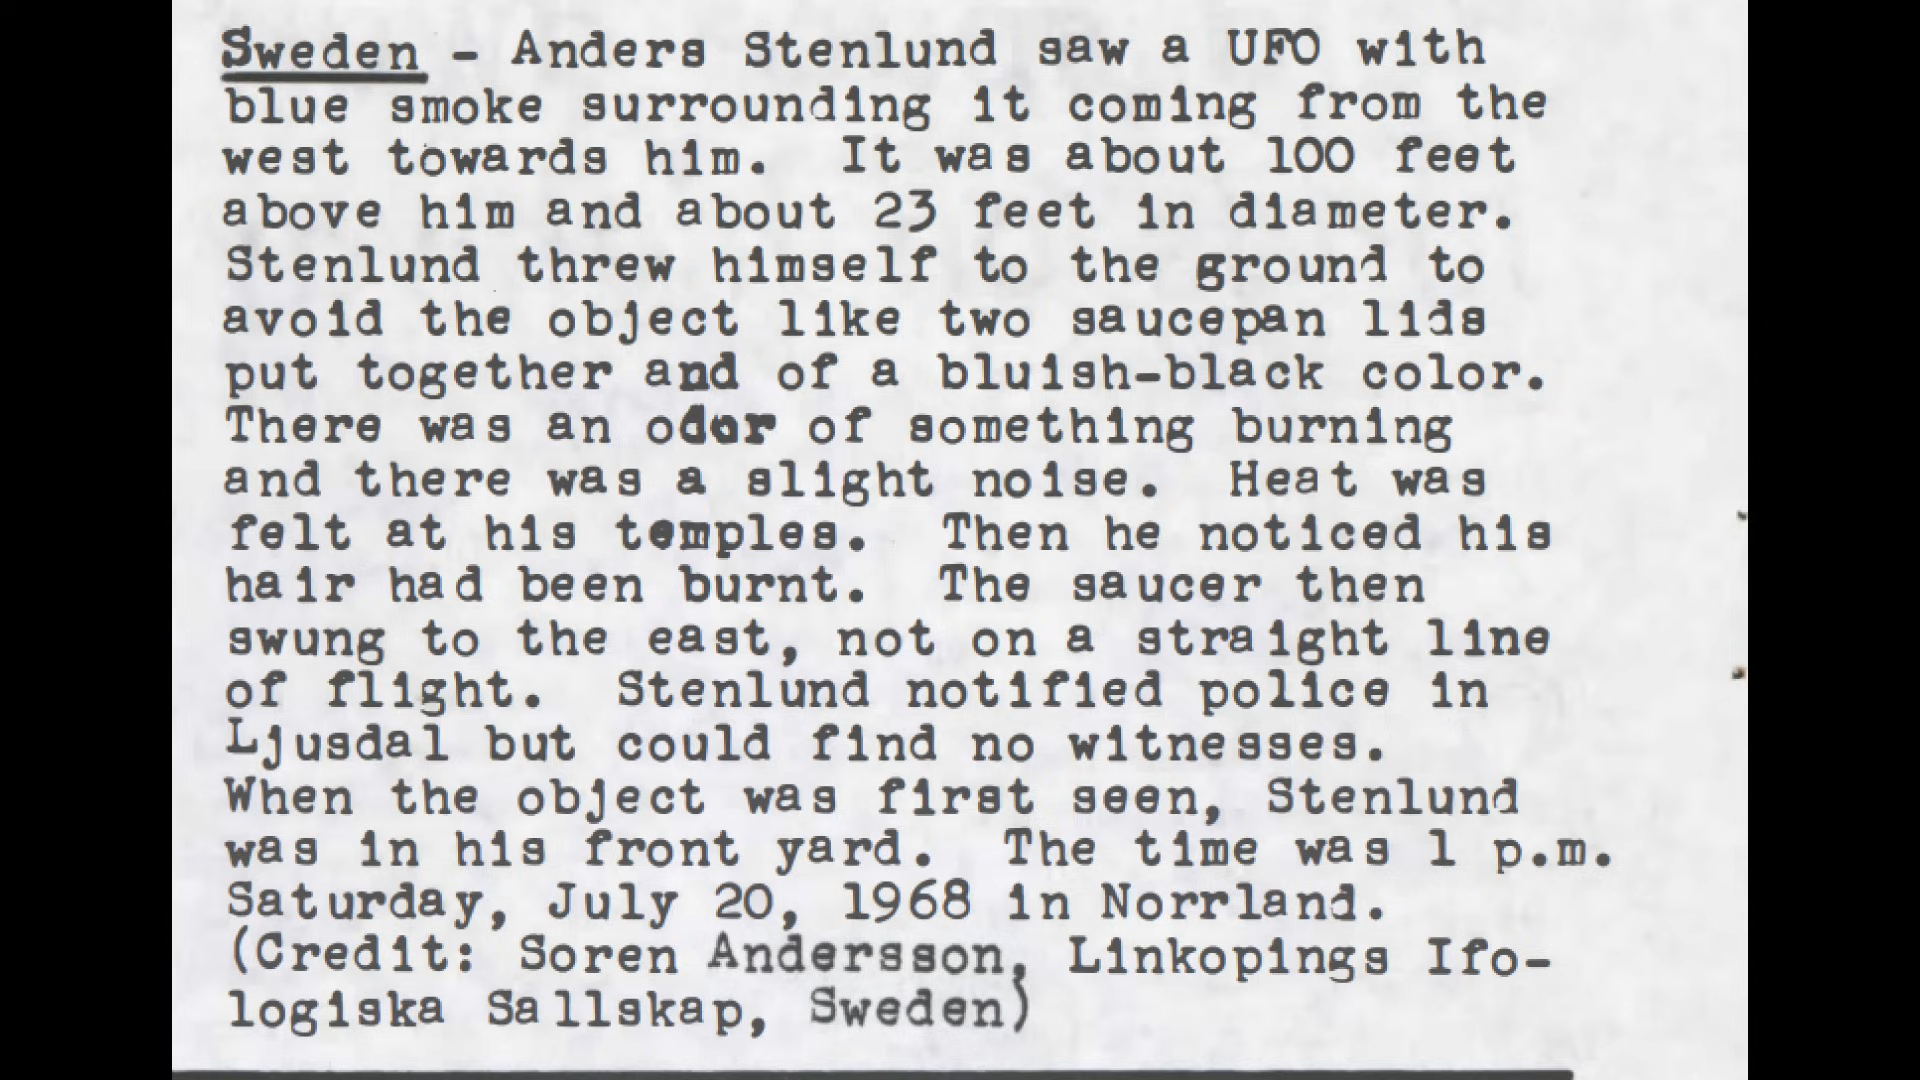 Sweden - Anders Stenlund saw a UFO with
blue smoke surrounding it coming from the
west towards him.  It was about 100 feet
above him and about 23 feet in diameter.
Stenlund threw himself to the ground to
avoid the object like two saucepan lids
put together and of a bluish-black color.
There was an odor of something burning
and there was a slight noise.  Heat was
felt at his temples.  Then he noticed his
hair had been burnt.  The saucer then
swung to the east, not on a straight line
of flight.  Stenlund notified police in
Ljusdal but could find no witnesses.
When the object was first seen, Stenlund
was in his front yard.  The time was 1 p.m.
Saturday, July 20, 1968 in Norrland.
(Credit: Soren Andersson, Linkopings Ifo-
logiska Sallskap, Sweden)